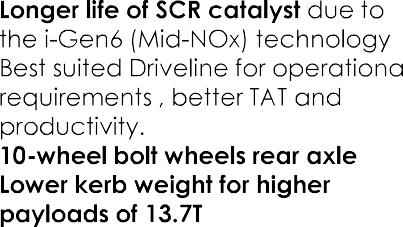 Longer life of SCR catalyst due to
the i-Gen6 (Mid-NOx) technology
Best suited Driveline for operationa
requirements , better TAT and
productivity.
10-wheel bolt wheels rear axle
Lower kerb weight for higher
payloads of 13.7T